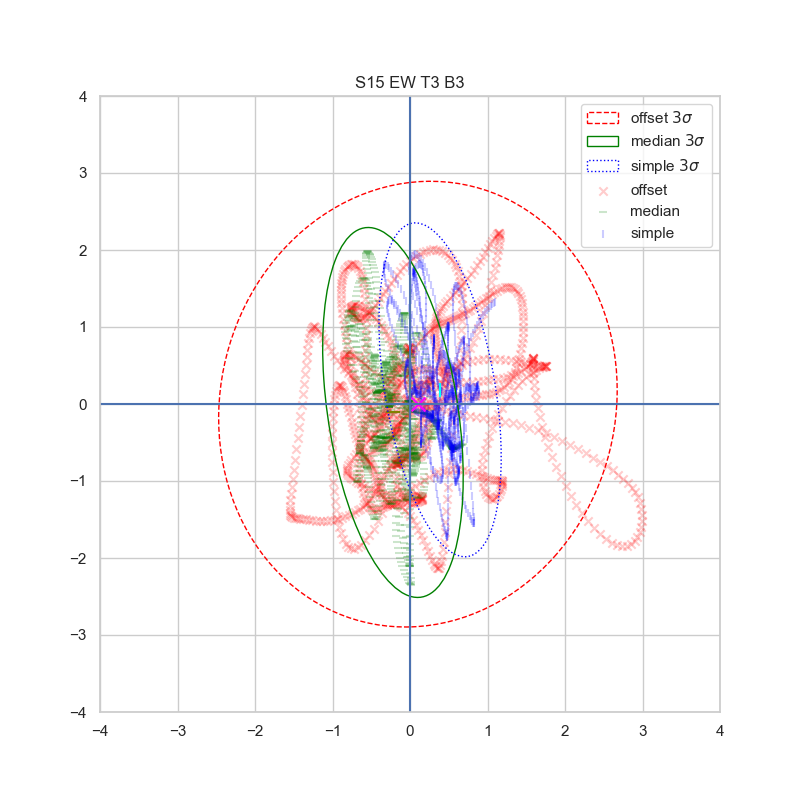 S15 EW T3 B3
4
3
2
1
0
−1
−2
−3
−4
−4
−3
−2
−1
0
1
2
3
4
offset 3σ
median 3σ
simple 3σ
offset
median
simple